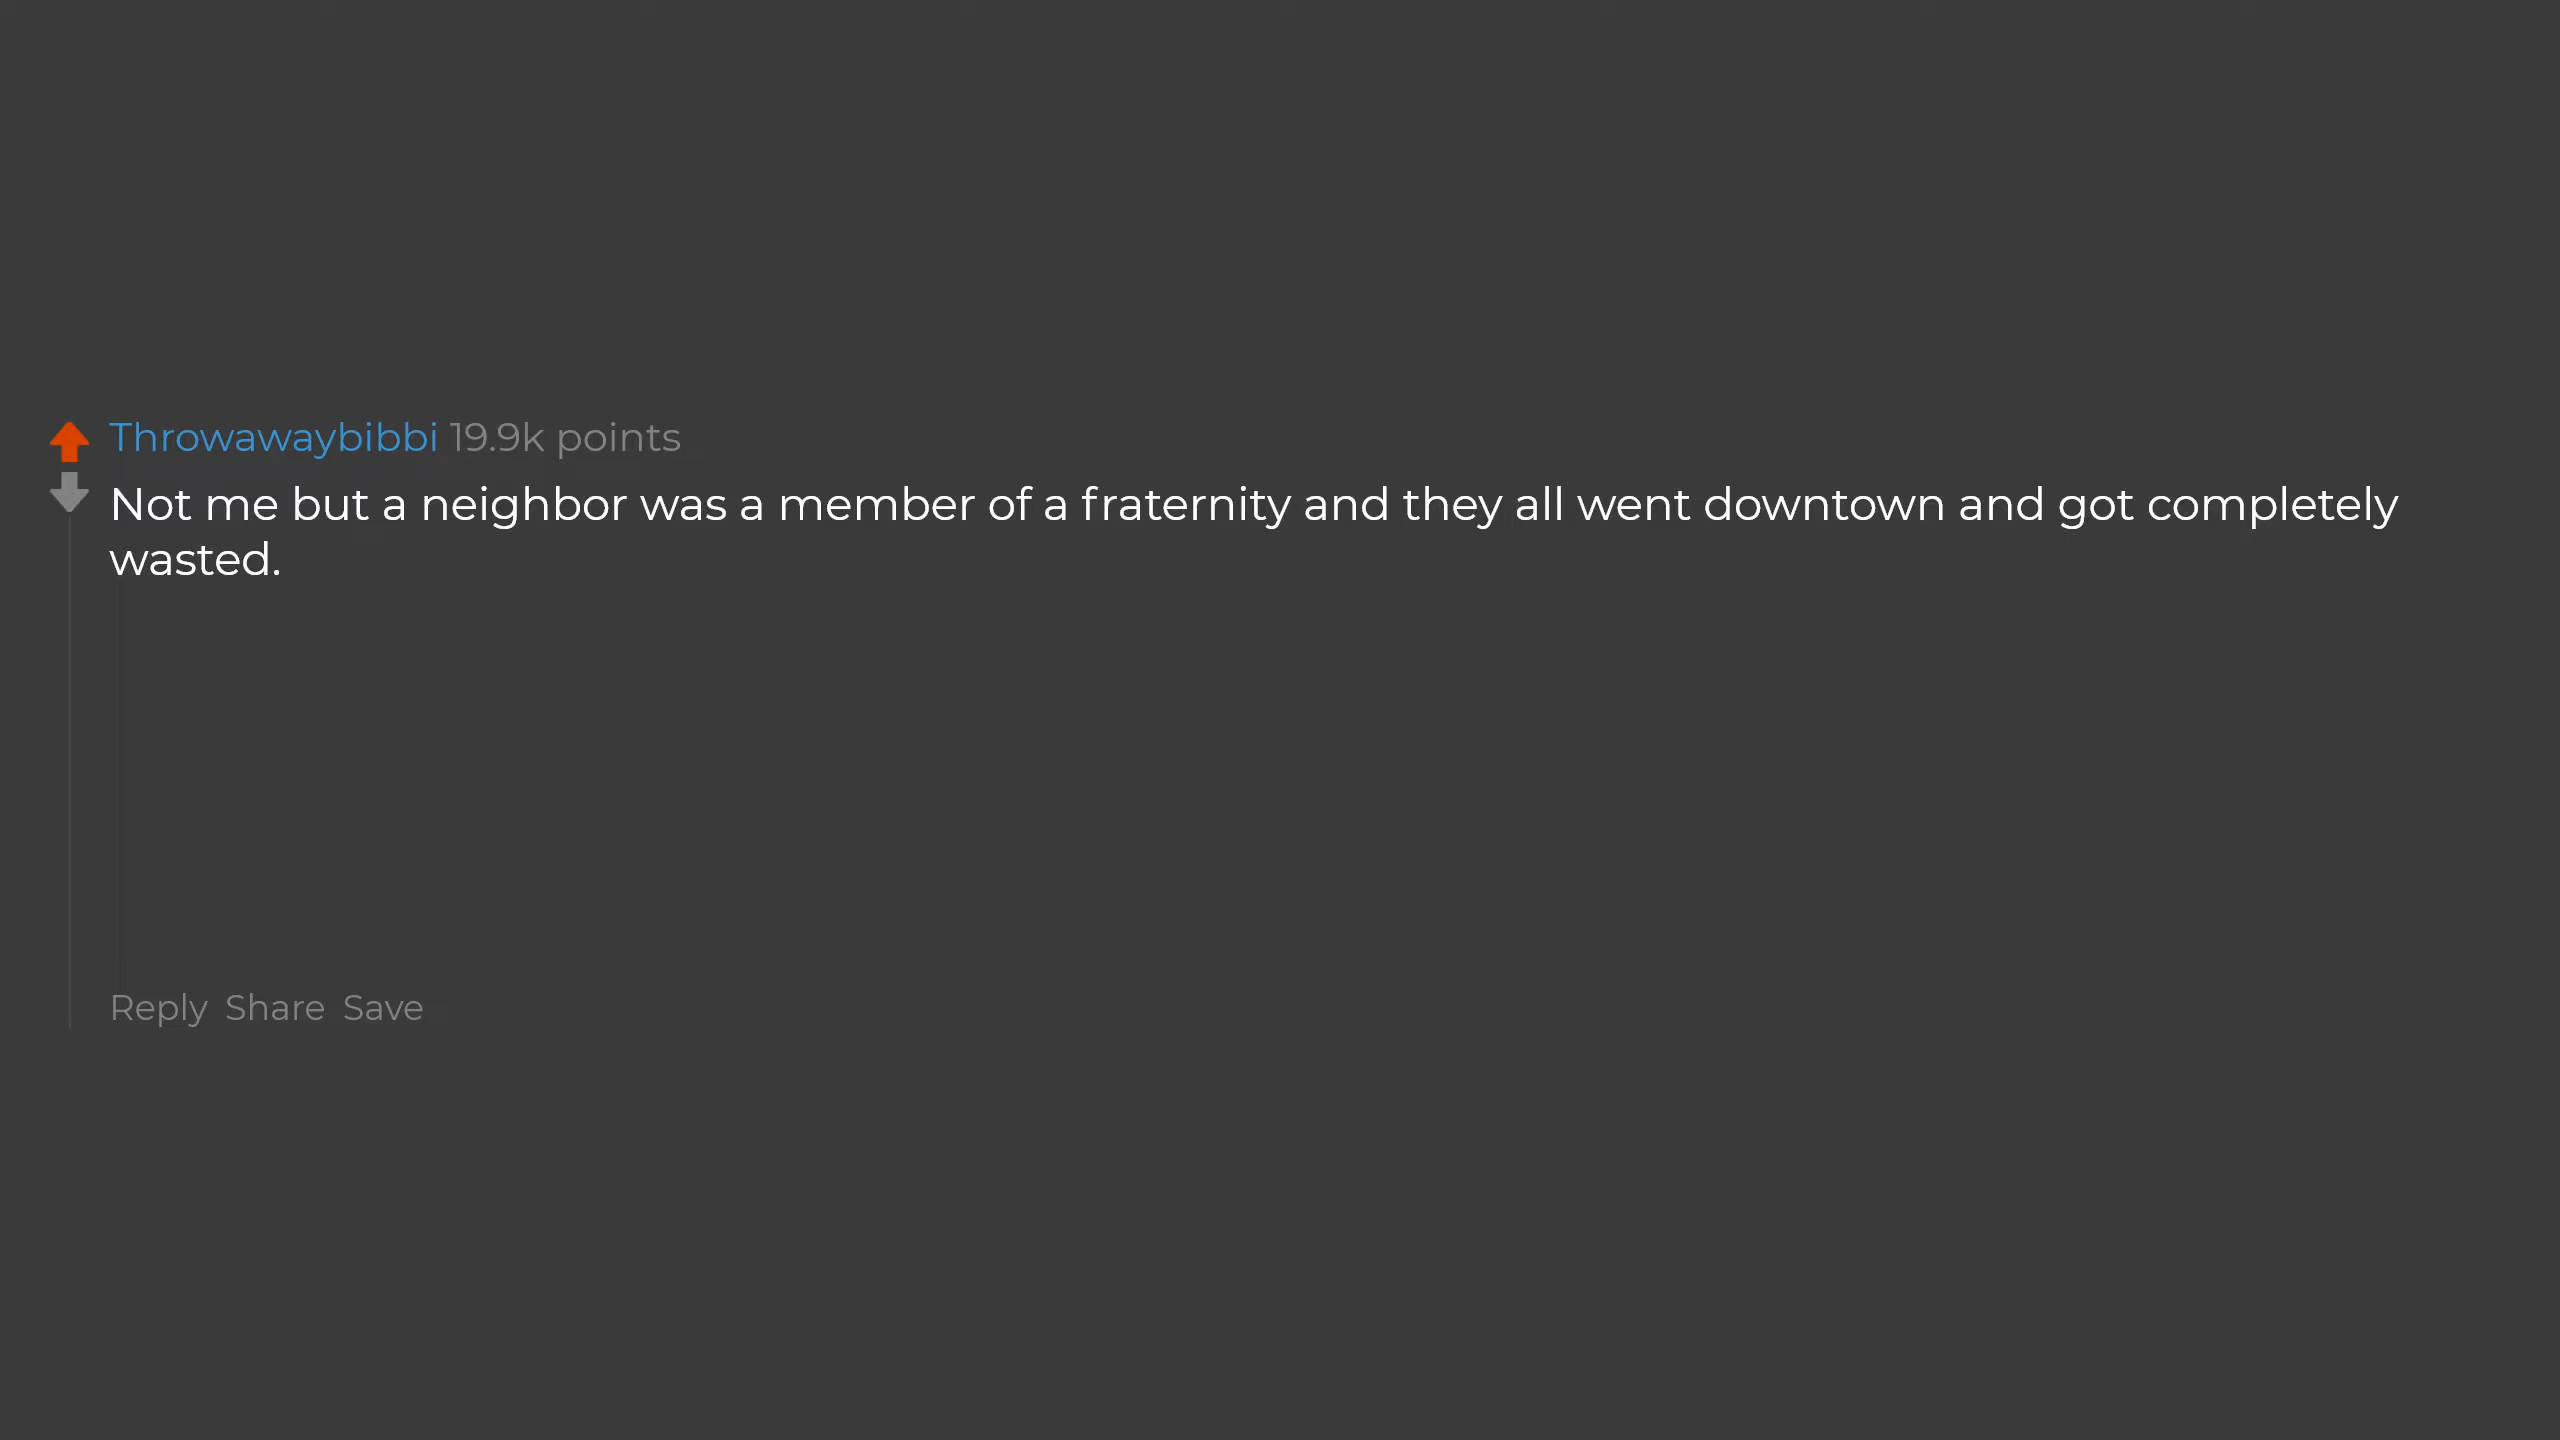 Throwawaybibbi 19.9k points
Not me but a neighbor was a member of a fraternity and they all went downtown and got completely
wasted.
Reply Share Save